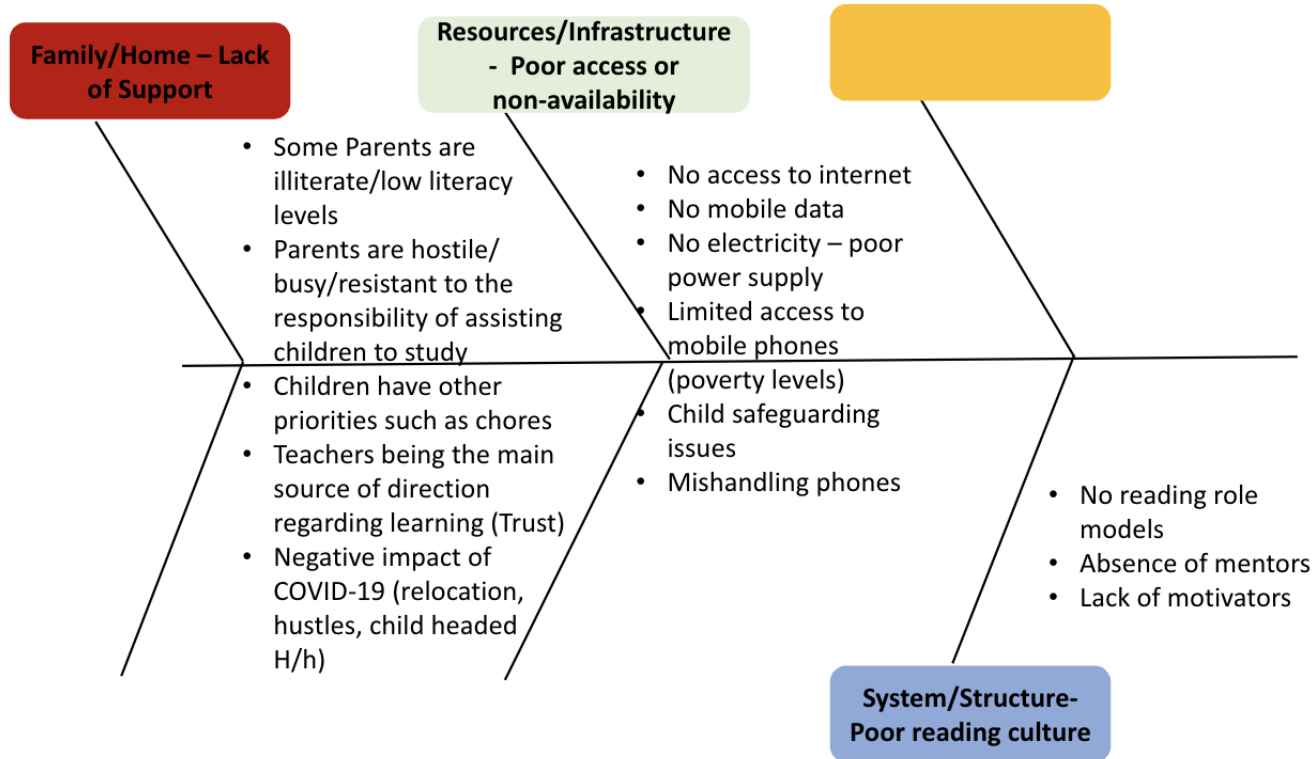 Family/Home – Lack
of Support
Resources/Infrastructure
- Poor access or
non-availability
• Some Parents are
illiterate/low literacy
levels
• Parents are hostile/
busy/resistant to the
responsibility of assisting
children to study
• Children have other
priorities such as chores
• Teachers being the main
source of direction
regarding learning (Trust)
• Negative impact of
COVID-19 (relocation,
hustles, child headed
H/h)
• No access to internet
• No mobile data
• No electricity – poor
power supply
• Limited access to
mobile phones
(poverty levels)
• Child safeguarding
issues
• Mishandling phones
• No reading role
models
• Absence of mentors
• Lack of motivators
System/Structure-
Poor reading culture